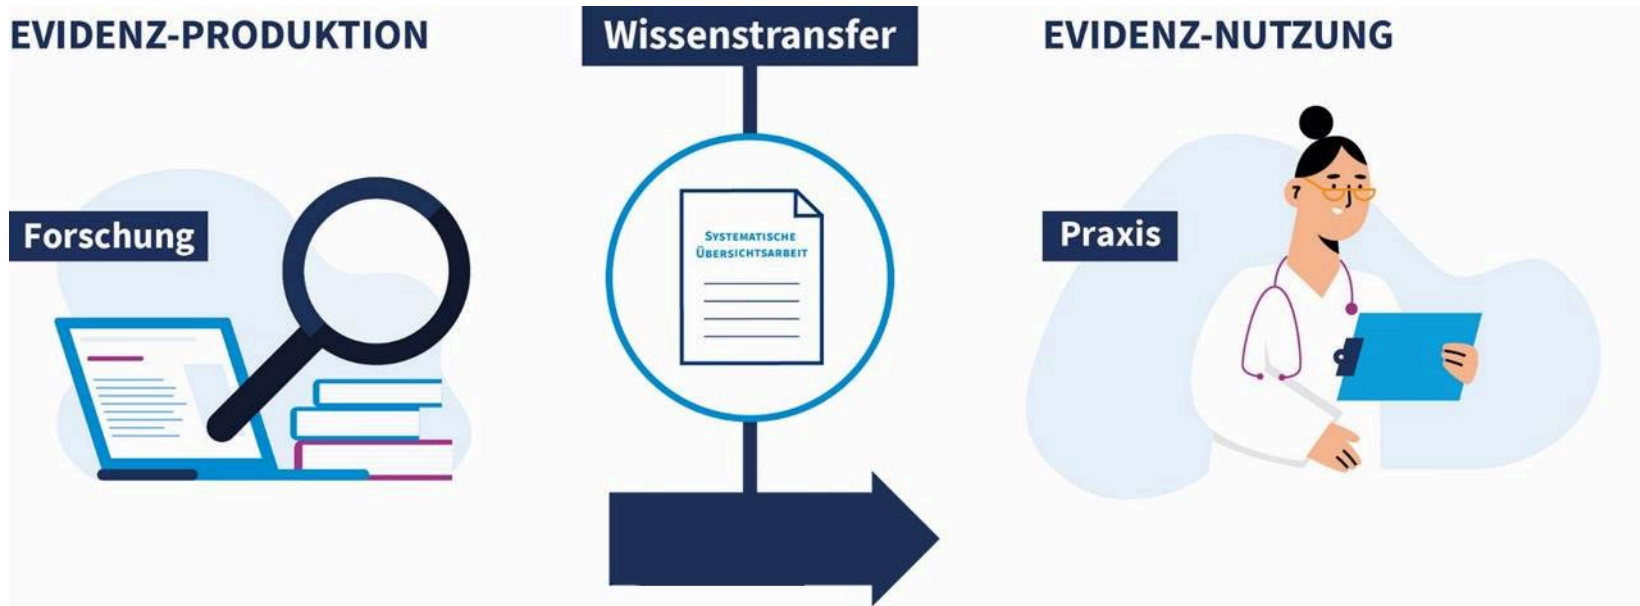 EVIDENZ-PRODUKTION
Forschung
Wissenstransfer
SYSTEMATISCHE
ÜBERSICHTSARBEIT
EVIDENZ-NUTZUNG
Praxis